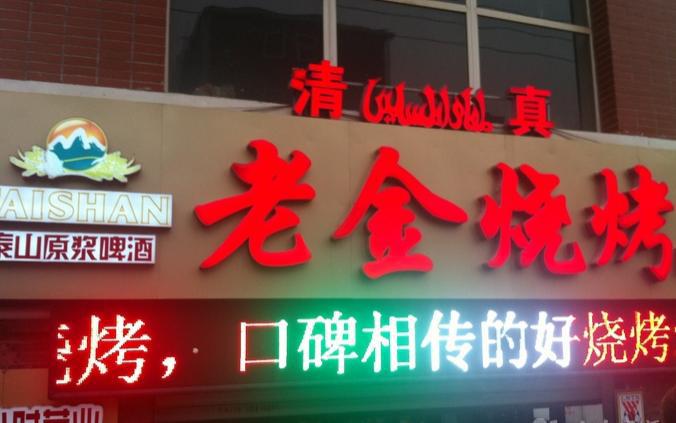 清 真
TAISHAN
泰山原浆啤酒
老金烧烤
烤，口碑相传的好烧烤